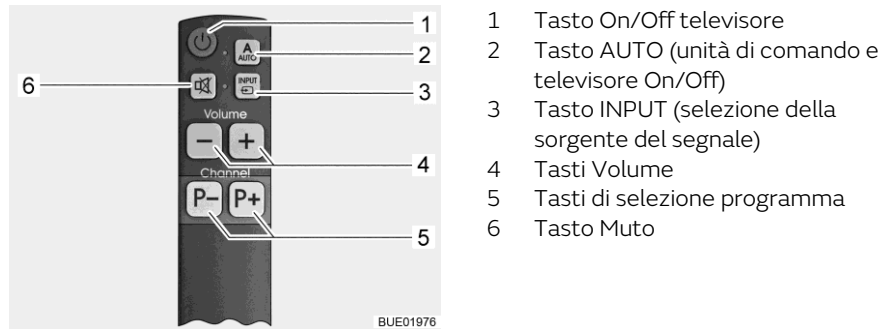 1
A
AUTO
2
6
INPUT
3
Volume
− +
4
Channel
P− P+
5
BUE01976
1 Tasto On/Off televisore
2 Tasto AUTO (unità di comando e
televisore On/Off)
3 Tasto INPUT (selezione della
sorgente del segnale)
4 Tasti Volume
5 Tasti di selezione programma
6 Tasto Muto